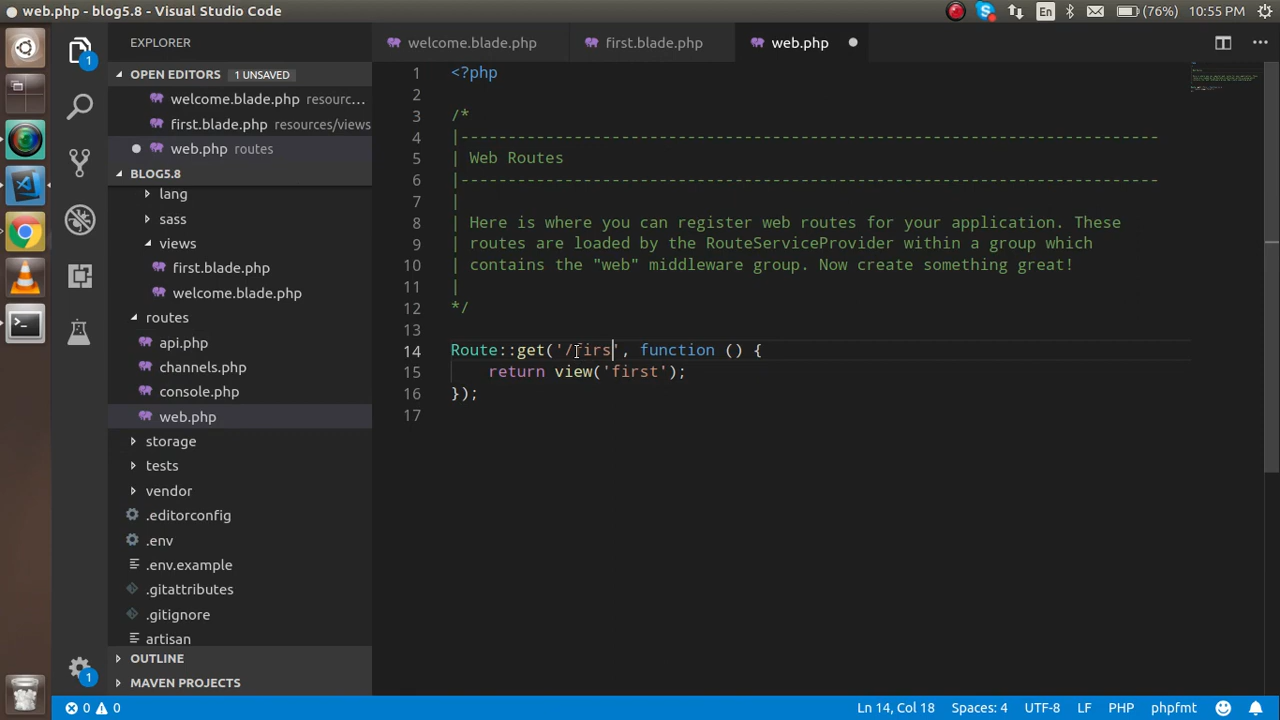 web.php - blog5.8 - Visual Studio Code
En
(76%)
10:55 PM
EXPLORER
welcome.blade.php
first.blade.php
web.php
1
OPEN EDITORS
1 UNSAVED
welcome.blade.php resourc...
first.blade.php resources/views
web.php routes
BLOG5.8
lang
sass
views
first.blade.php
welcome.blade.php
routes
api.php
channels.php
console.php
web.php
storage
tests
vendor
.editorconfig
.env
.env.example
.gitattributes
.gitignore
artisan
OUTLINE
MAVEN PROJECTS
1
1 <?php
2
3 /*
4 |--------------------------------------------------------------------------
5 | Web Routes
6 |--------------------------------------------------------------------------
7 |
8 | Here is where you can register web routes for your application. These
9 | routes are loaded by the RouteServiceProvider within a group which
10 | contains the "web" middleware group. Now create something great!
11 |
12 */
13
14 Route::get('/firs', function () {
15 return view('first');
16 });
17
0 0
Ln 14, Col 18
Spaces: 4
UTF-8
LF
PHP
phpfmt